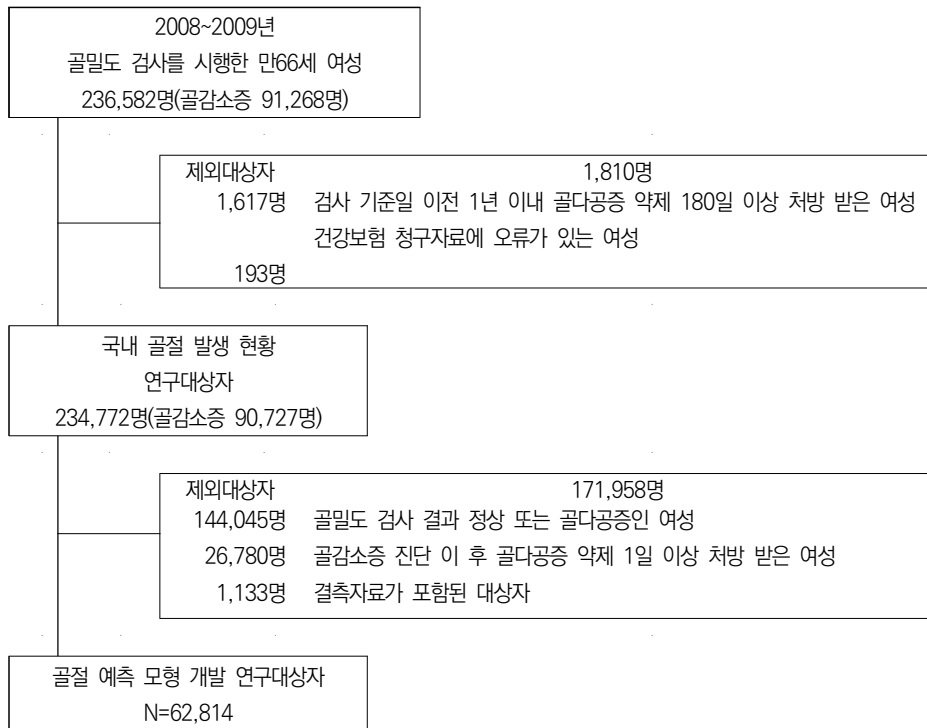 2008~2009년
골밀도 검사를 시행한 만66세 여성
236,582명(골감소증 91,268명)
제외대상자 1,810명
1,617명 검사 기준일 이전 1년 이내 골다공증 약제 180일 이상 처방 받은 여성
건강보험 청구자료에 오류가 있는 여성
193명
국내 골절 발생 현황
연구대상자
234,772명(골감소증 90,727명)
제외대상자 171,958명
144,045명 골밀도 검사 결과 정상 또는 골다공증인 여성
26,780명 골감소증 진단 이 후 골다공증 약제 1일 이상 처방 받은 여성
1,133명 결측자료가 포함된 대상자
골절 예측 모형 개발 연구대상자
N=62,814